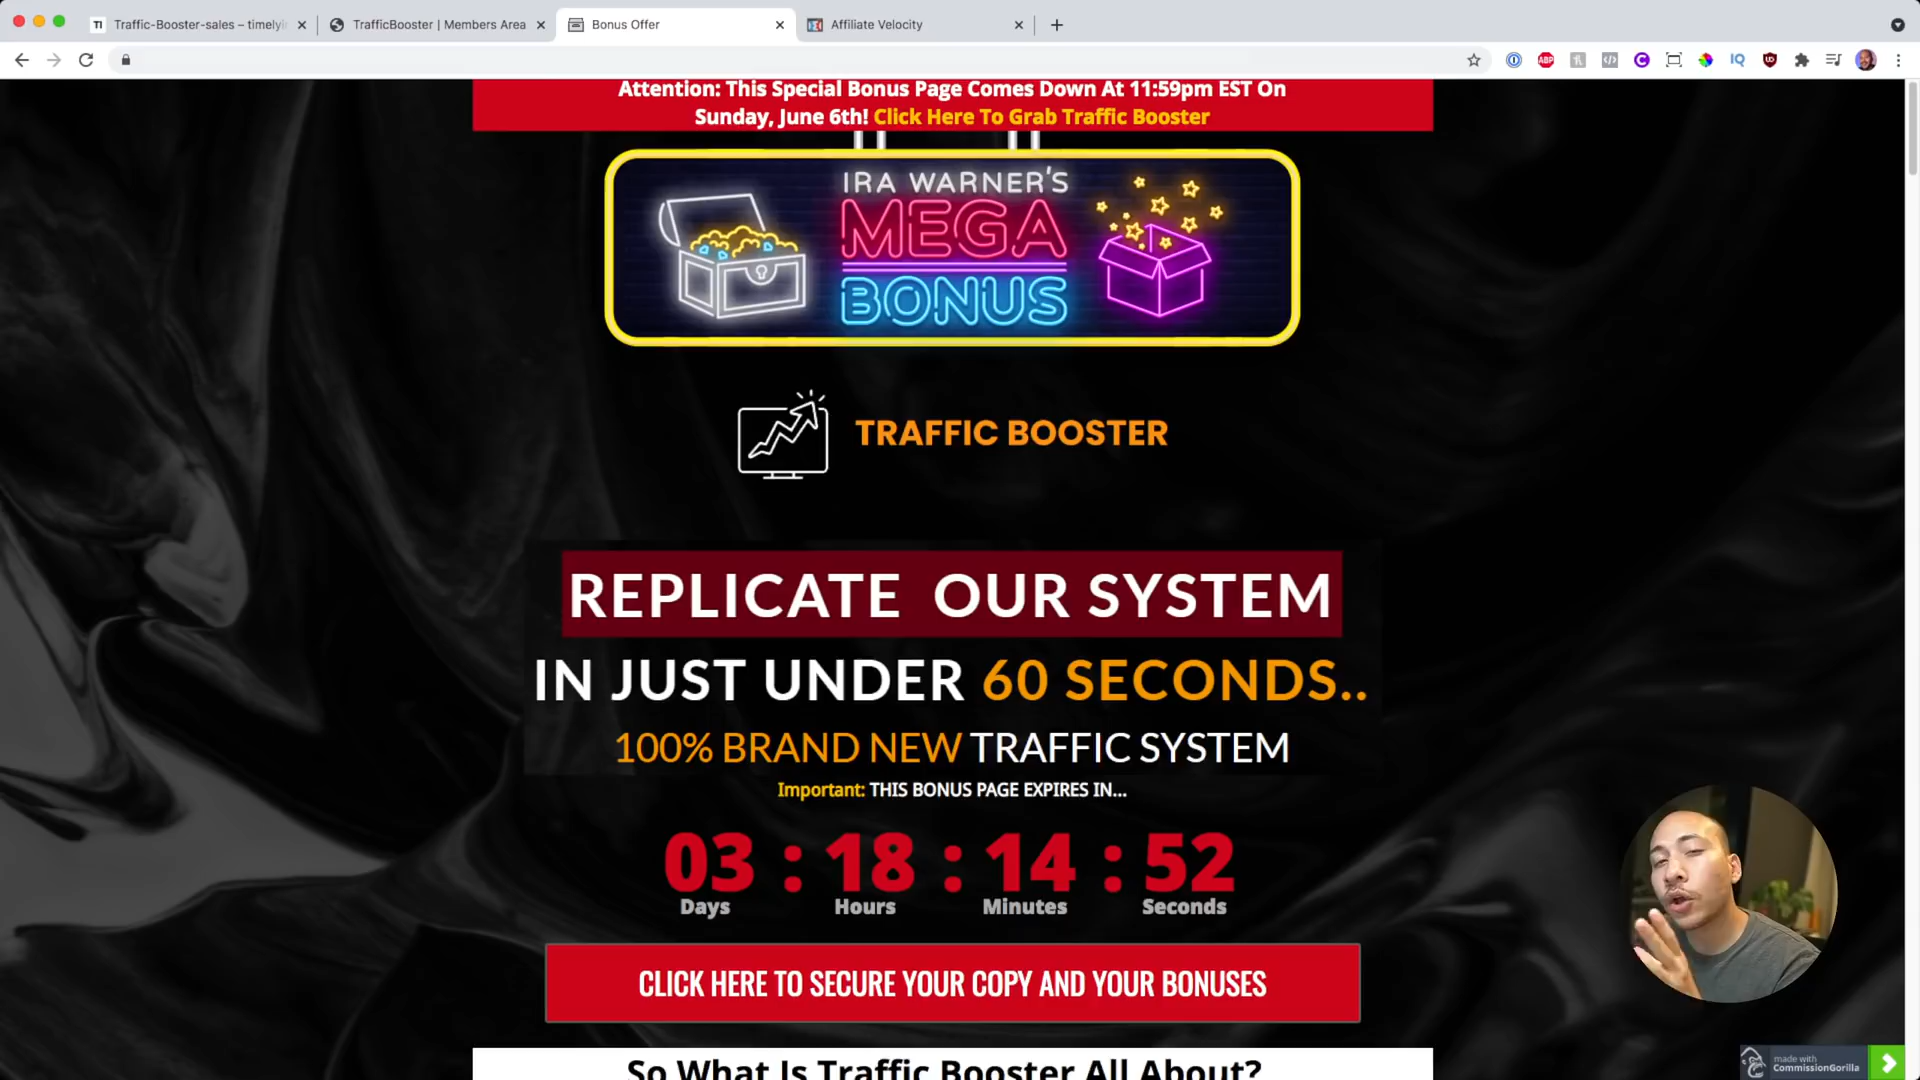 Traffic-Booster-sales – timelyin
TrafficBooster | Members Area
Bonus Offer
Affiliate Velocity
Attention: This Special Bonus Page Comes Down At 11:59pm EST On
Sunday, June 6th! Click Here To Grab Traffic Booster
IRA WARNER'S
MEGA
BONUS
TRAFFIC BOOSTER
REPLICATE OUR SYSTEM
IN JUST UNDER 60 SECONDS..
100% BRAND NEW TRAFFIC SYSTEM
Important: THIS BONUS PAGE EXPIRES IN...
03 : 18 : 14 : 52
Days Hours Minutes Seconds
CLICK HERE TO SECURE YOUR COPY AND YOUR BONUSES
So What Is Traffic Booster All About?
made with
CommissionGorilla